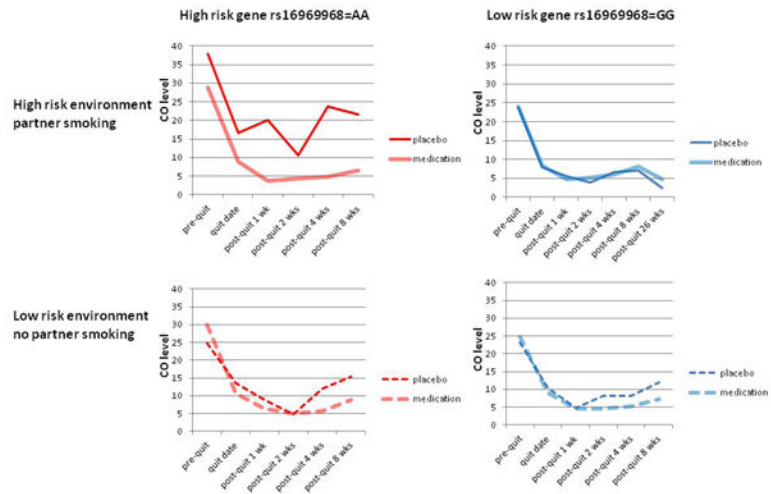 High risk gene rs16969968=AA
Low risk gene rs16969968=GG
High risk environment
partner smoking
CO level
40
35
30
25
20
15
10
5
0
pre-quit
quit date
post-quit 1 wk
post-quit 2 wks
post-quit 4 wks
post-quit 8 wks
placebo
medication
CO level
40
35
30
25
20
15
10
5
0
pre-quit
quit date
post-quit 1 wk
post-quit 2 wks
post-quit 4 wks
post-quit 8 wks
post-quit 26 wks
placebo
medication
Low risk environment
no partner smoking
CO level
40
35
30
25
20
15
10
5
0
pre-quit
quit date
post-quit 1 wk
post-quit 2 wks
post-quit 4 wks
post-quit 8 wks
placebo
medication
CO level
40
35
30
25
20
15
10
5
0
pre-quit
quit date
post-quit 1 wk
post-quit 2 wks
post-quit 4 wks
post-quit 8 wks
placebo
medication